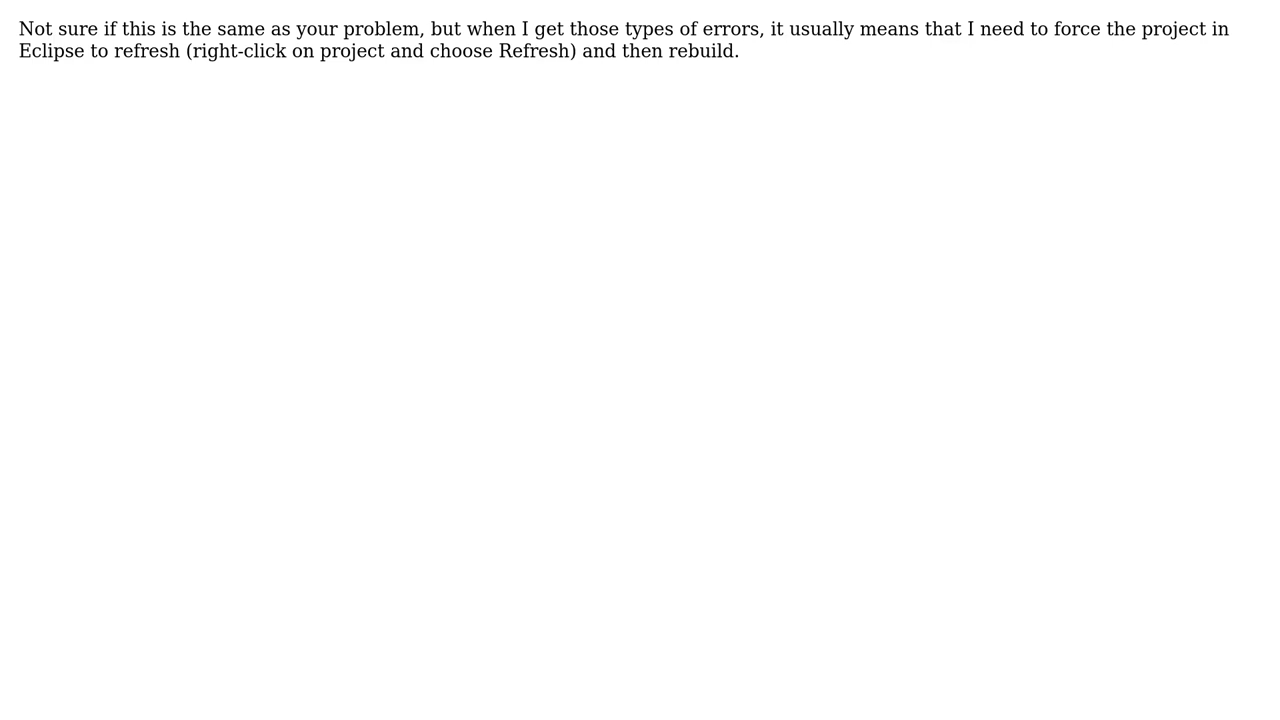 Not sure if this is the same as your problem, but when I get those types of errors, it usually means that I need to force the project in
Eclipse to refresh (right-click on project and choose Refresh) and then rebuild.